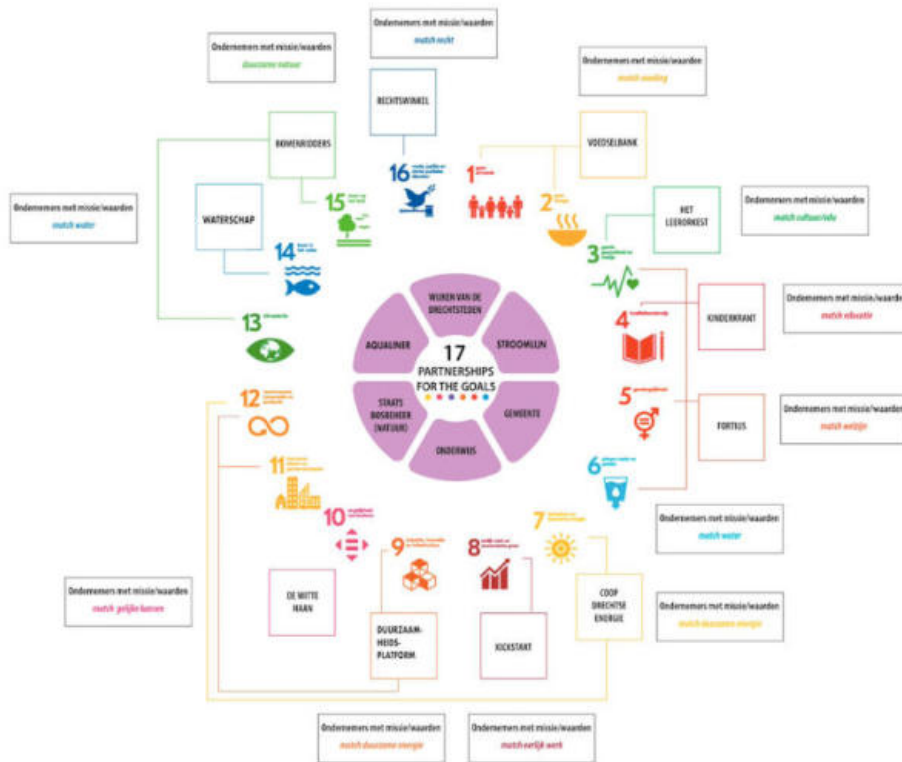 Ondernemers met missie/waarden
match recht
Ondernemers met missie/waarden
duurzame natuur
Ondernemers met missie/waarden
match voeding
RECHTSWINKEL
BOMENRIDDERS
VOEDSELBANK
16
1
2
15
WATERSCHAP
HET
LEERORKEST
Ondernemers met missie/waarden
match water
Ondernemers met missie/waarden
14
3
13
WIJKEN VAN DE
DRECHTSTEDEN
AQUALINER
STROOMLIJN
17
PARTNERSHIPS
FOR THE GOALS
4
KINDERKRANT
Ondernemers met missie/waarden
match educatie
12
STAATS
BOSBEHEER
(NATUUR)
GEMEENTE
ONDERWIJS
5
FORTIUS
Ondernemers met missie/waarden
match welzijn
11
6
10
9
8
7
Ondernemers met missie/waarden
match water
Ondernemers met missie/waarden
match gelijke kansen
DE WITTE
HAAN
DUURZAAM-
HEIDS-
PLATFORM
KICKSTART
COOP
DRECHTSE
ENERGIE
Ondernemers met missie/waarden
match duurzame energie
Ondernemers met missie/waarden
match duurzame energie
Ondernemers met missie/waarden
match eerlijk werk